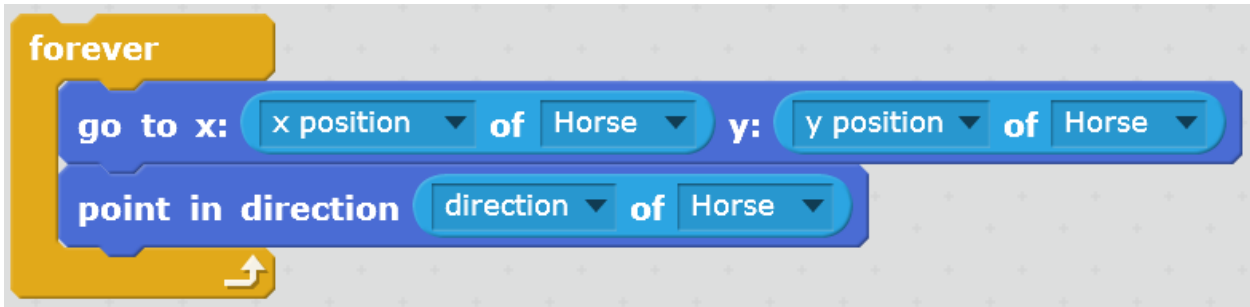 forever
go to x: x position of Horse y: y position of Horse
point in direction direction of Horse